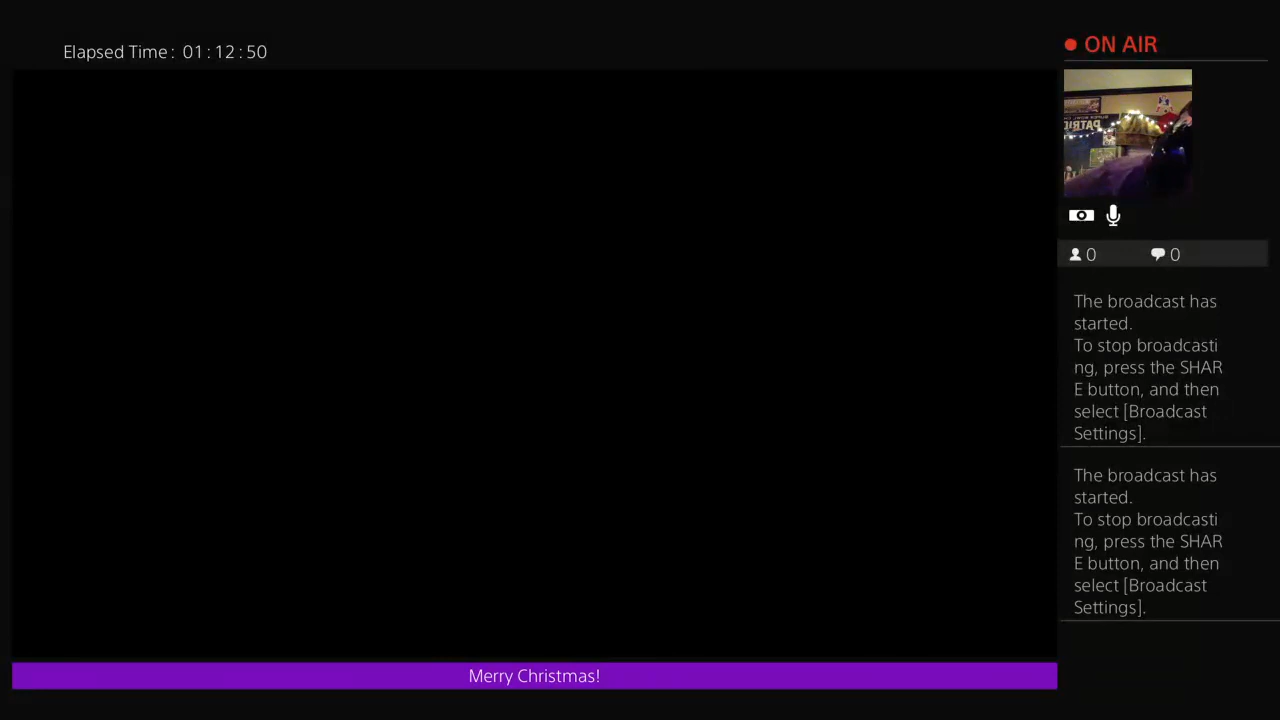 Elapsed Time: 01:12:50
ON AIR
0
0
The broadcast has
started.
To stop broadcasti
ng, press the SHAR
E button, and then
select [Broadcast
Settings].
The broadcast has
started.
To stop broadcasti
ng, press the SHAR
E button, and then
select [Broadcast
Settings].
Merry Christmas!